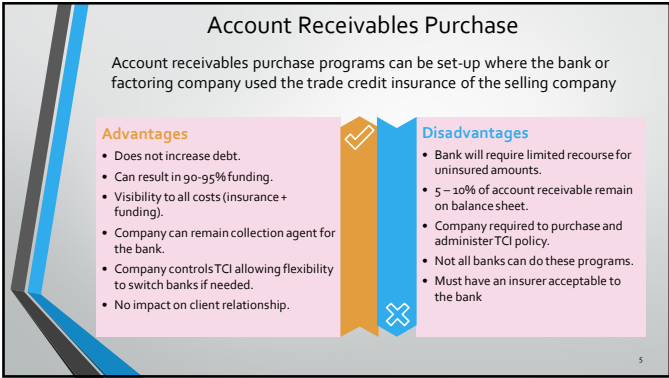 Account Receivables Purchase
Account receivables purchase programs can be set-up where the bank or
factoring company used the trade credit insurance of the selling company
Advantages
• Does not increase debt.
• Can result in 90-95% funding.
• Visibility to all costs (insurance +
funding).
• Company can remain collection agent for
the bank.
• Company controls TCI allowing flexibility
to switch banks if needed.
• No impact on client relationship.
Disadvantages
• Bank will require limited recourse for
uninsured amounts.
• 5 – 10% of account receivable remain
on balance sheet.
• Company required to purchase and
administer TCI policy.
• Not all banks can do these programs.
• Must have an insurer acceptable to
the bank
5